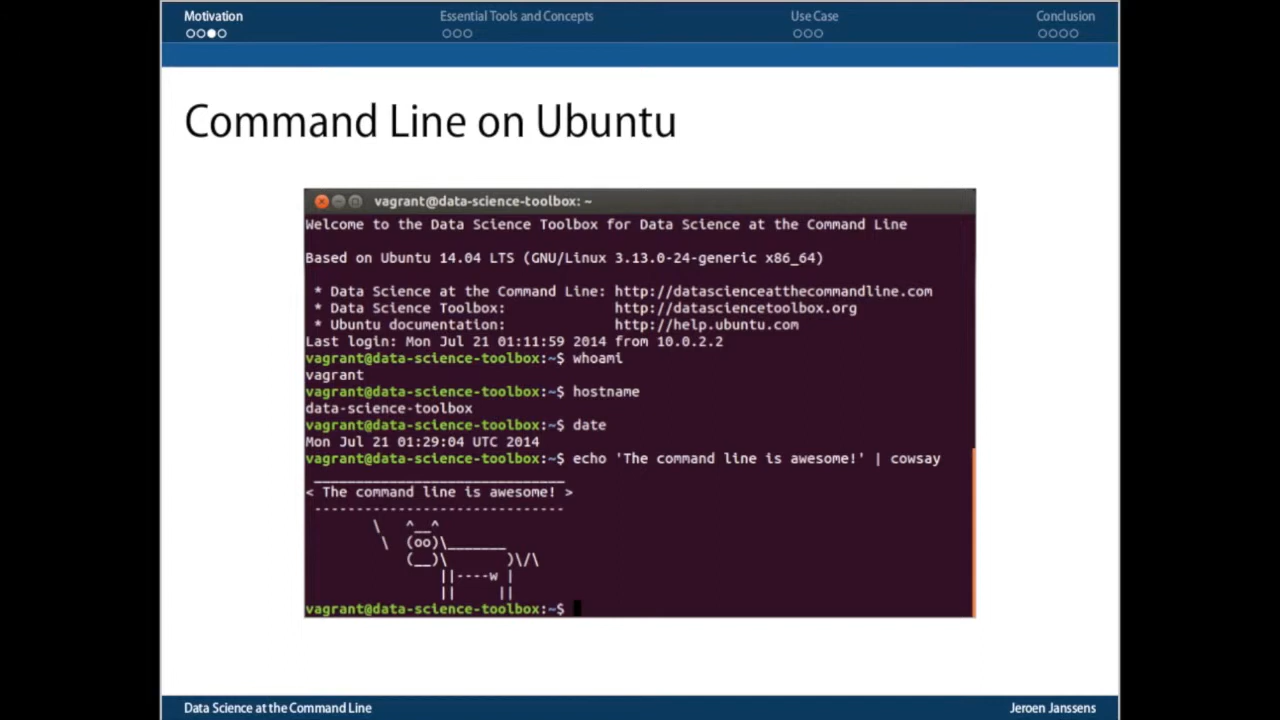 Motivation
Essential Tools and Concepts
Use Case
Conclusion
Command Line on Ubuntu
vagrant@data-science-toolbox: ~
Welcome to the Data Science Toolbox for Data Science at the Command Line
Based on Ubuntu 14.04 LTS (GNU/Linux 3.13.0-24-generic x86_64)
* Data Science at the Command Line: http://datascienceatthecommandline.com
* Data Science Toolbox: http://datasciencetoolbox.org
* Ubuntu documentation: http://help.ubuntu.com
Last login: Mon Jul 21 01:11:59 2014 from 10.0.2.2
vagrant@data-science-toolbox:~$ whoami
vagrant
vagrant@data-science-toolbox:~$ hostname
data-science-toolbox
vagrant@data-science-toolbox:~$ date
Mon Jul 21 01:29:04 UTC 2014
vagrant@data-science-toolbox:~$ echo 'The command line is awesome!' | cowsay
 _____________________________
< The command line is awesome! >
 ------------------------------
        \   ^__^
         \  (oo)\_______
            (__)\       )\/\
                ||----w |
                ||     ||
vagrant@data-science-toolbox:~$
Data Science at the Command Line
Jeroen Janssens